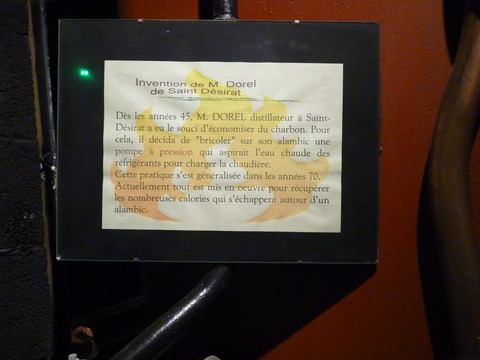 Invention de M. Dorel
de Saint Désirat
Dès les années 45, M. DOREL distillateur à Saint-
Désirat a eu le souci d'économiser du charbon. Pour
cela, il décida de "bricoler" sur son alambic une
pompe à pression qui aspirait l'eau chaude des
réfrigérants pour charger la chaudière.
Cette pratique s'est généralisée dans les années 70.
Actuellement tout est mis en oeuvre pour récupérer
les nombreuses calories qui s'échappent autour d'un
alambic.